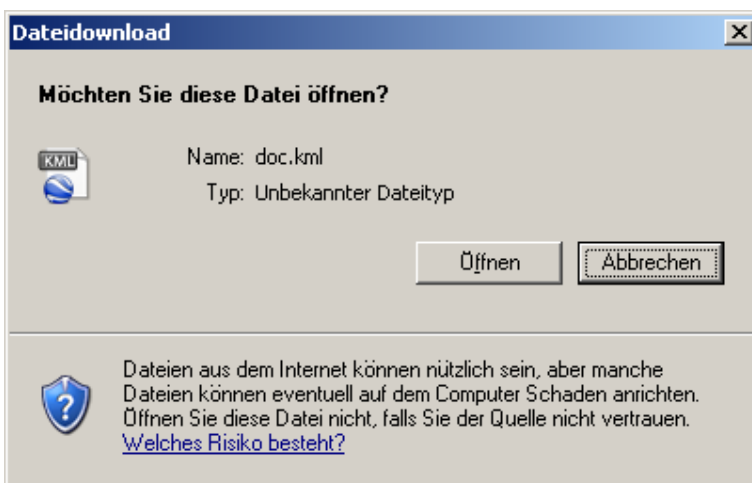 Dateidownload
Möchten Sie diese Datei öffnen?
KML
Name: doc.kml
Typ: Unbekannter Dateityp
Öffnen Abbrechen
Dateien aus dem Internet können nützlich sein, aber manche
Dateien können eventuell auf dem Computer Schaden anrichten.
Öffnen Sie diese Datei nicht, falls Sie der Quelle nicht vertrauen.
Welches Risiko besteht?